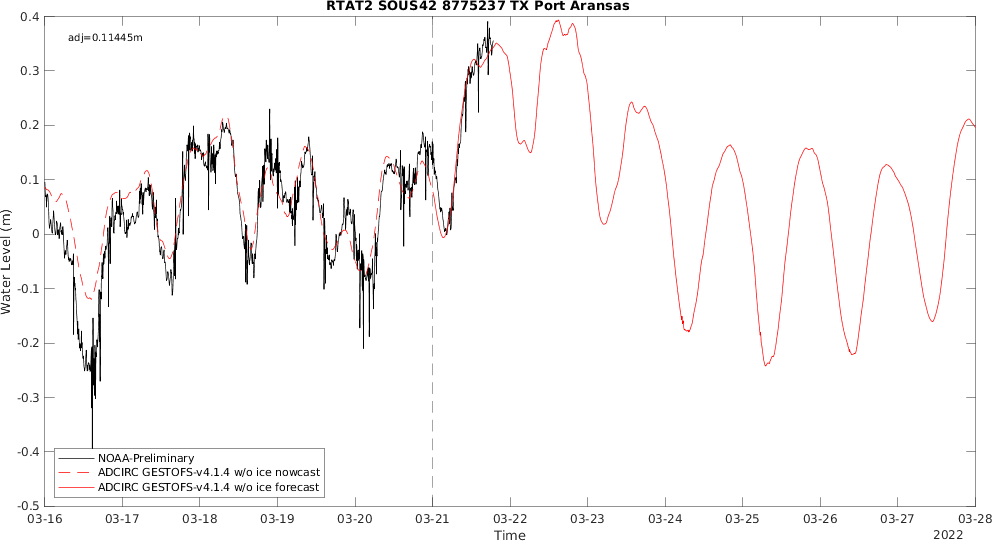 RTAT2 SOUS42 8775237 TX Port Aransas
adj=0.11445m
0.4
0.3
0.2
0.1
0
-0.1
-0.2
-0.3
-0.4
-0.5
Water Level (m)
NOAA-Preliminary
ADCIRC GESTOFS-v4.1.4 w/o ice nowcast
ADCIRC GESTOFS-v4.1.4 w/o ice forecast
03-16 03-17 03-18 03-19 03-20 03-21 03-22 03-23 03-24 03-25 03-26 03-27 03-28
Time
2022